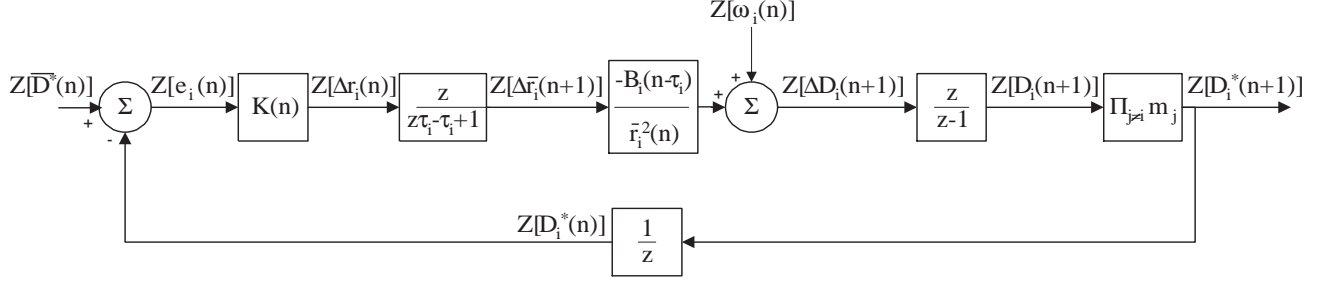 Z[ω_i(n)]
Z[D̅^*(n)] Z[e_i(n)] Z[Δr_i(n)] Z[Δr̄_i(n+1)] Z[ΔD_i(n+1)] Z[D_i(n+1)] Z[D_i^*(n+1)]
+ - Σ
K(n)
z
zτ_i-τ_i+1
-B_i(n-τ_i)
r̄_i^2(n)
+ + Σ
z
z-1
Π_{j≠i} m_j
Z[D_i^*(n)]
1
z